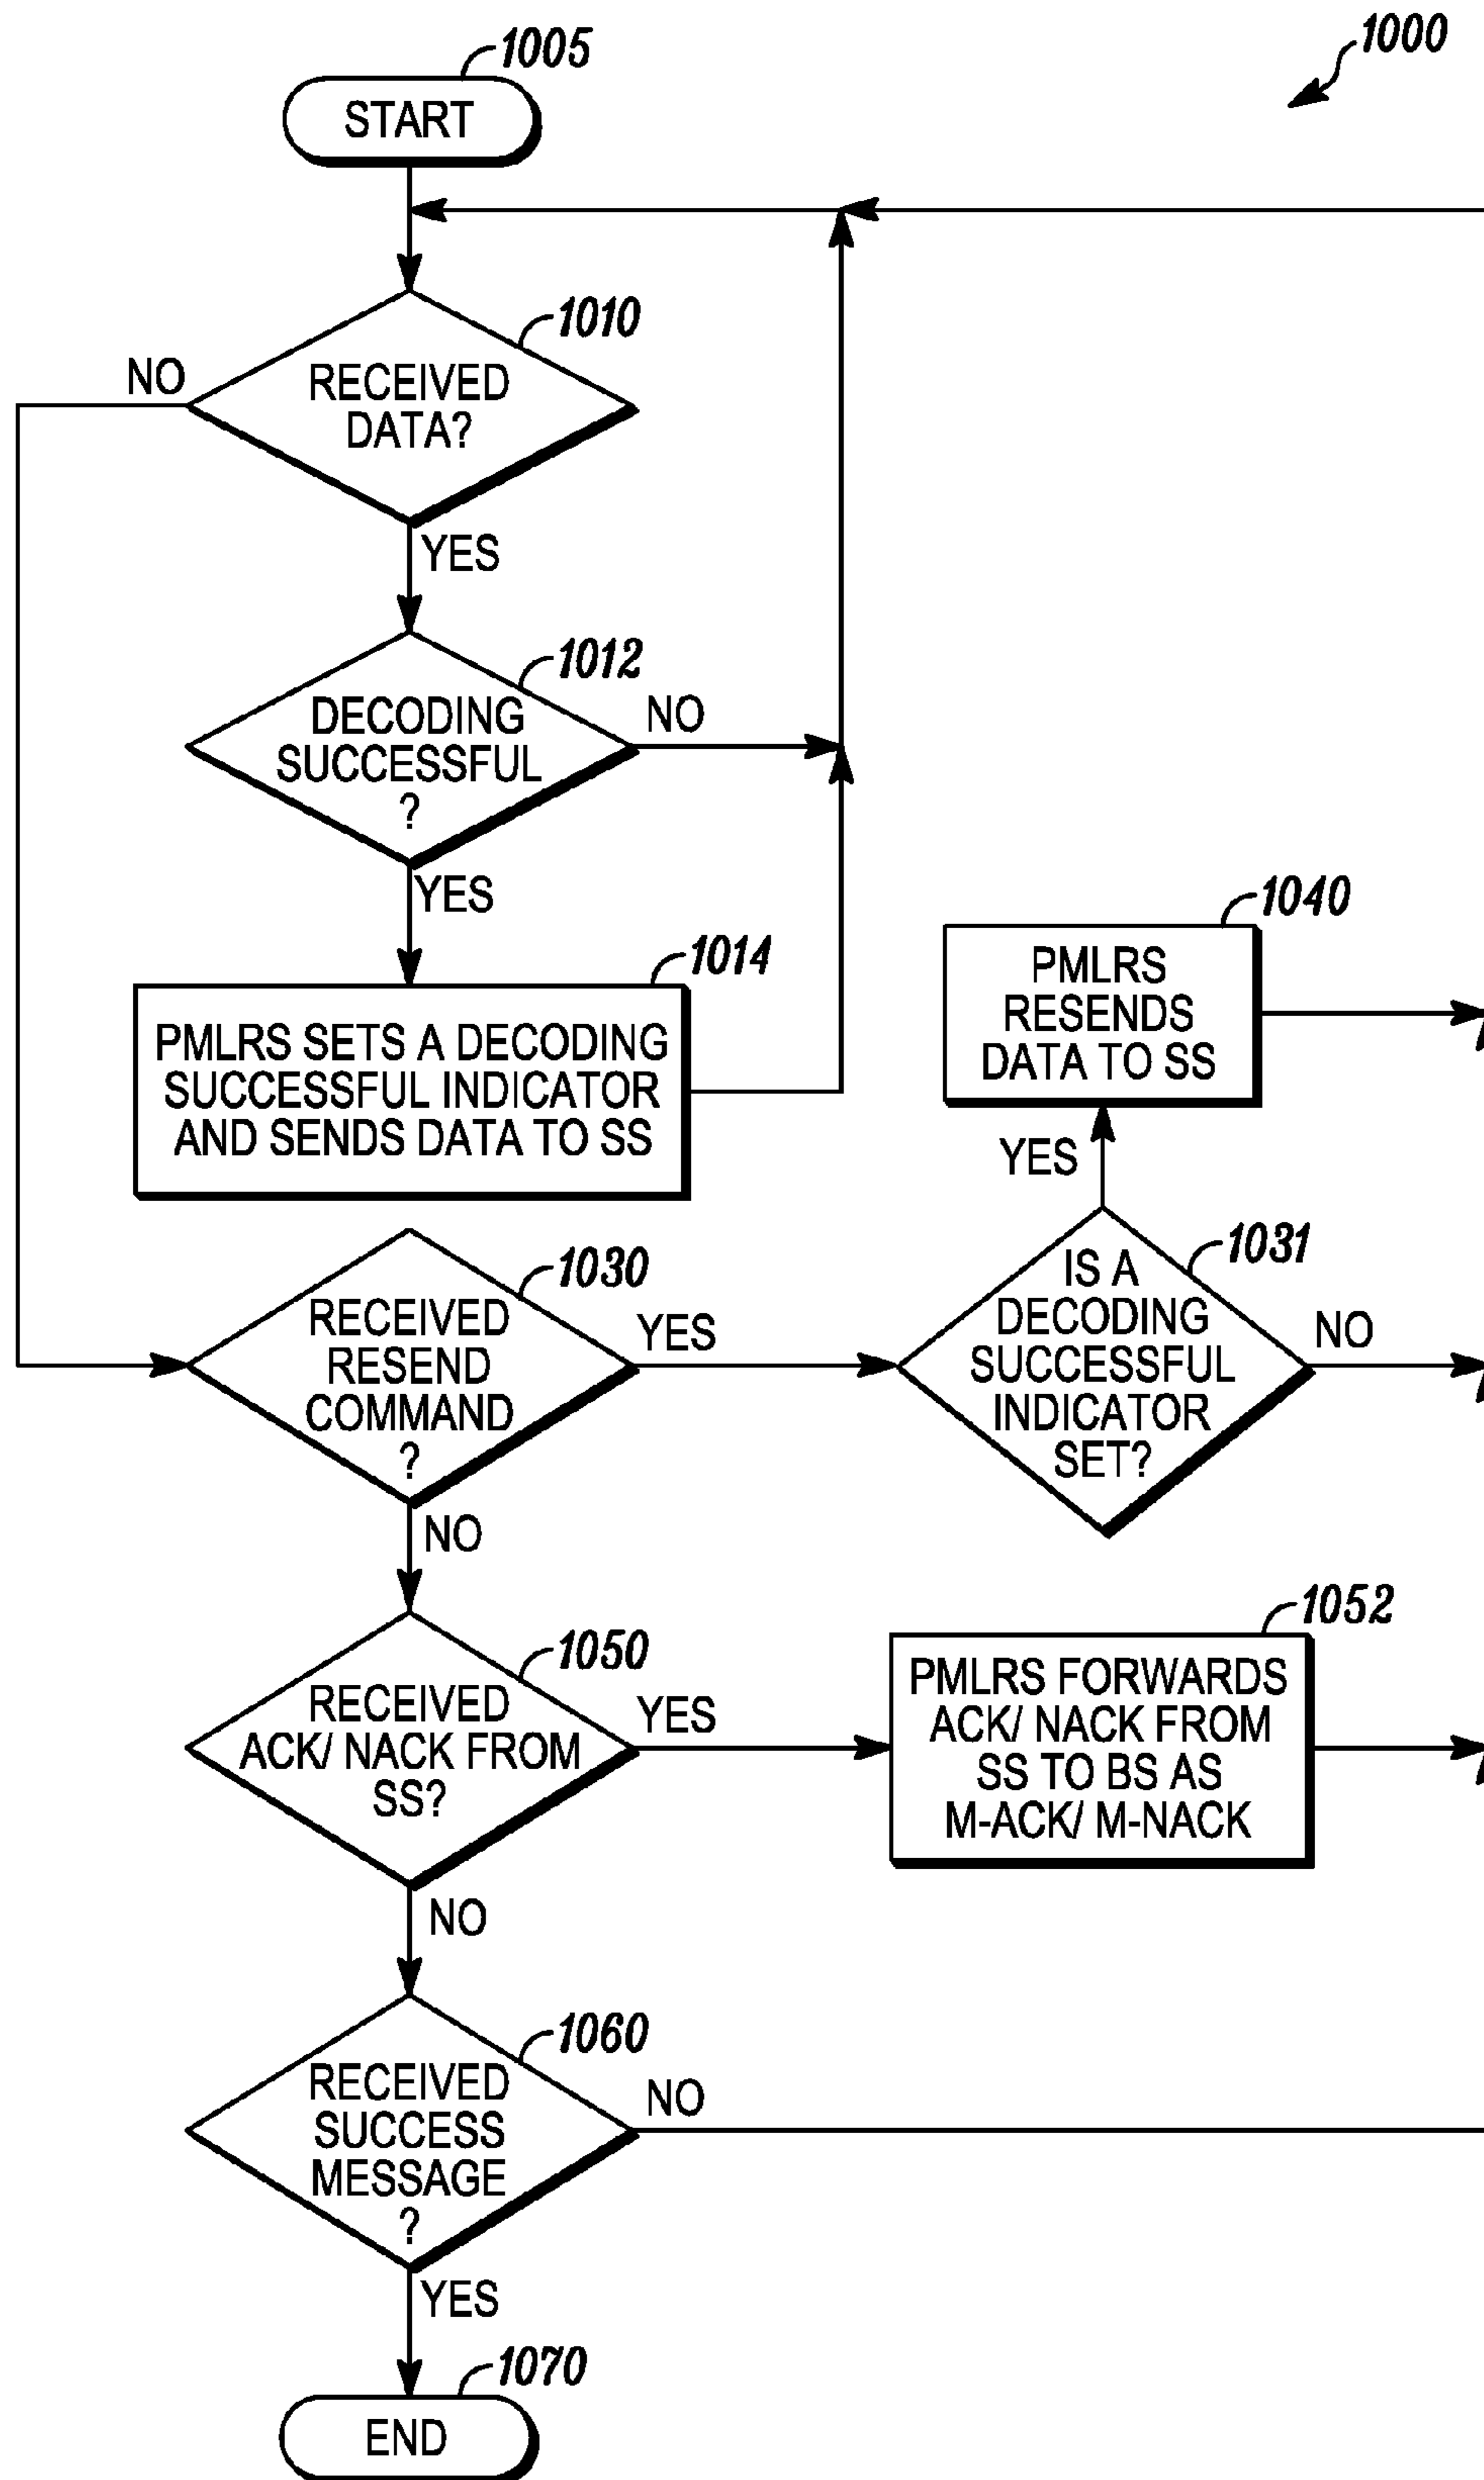 1000
1005
START
1010
RECEIVED
DATA?
NO
YES
1012
DECODING
SUCCESSFUL
?
NO
YES
1014
PMLRS SETS A DECODING
SUCCESSFUL INDICATOR
AND SENDS DATA TO SS
1040
PMLRS
RESENDS
DATA TO SS
YES
1030
RECEIVED
RESEND
COMMAND
?
YES
1031
IS A
DECODING
SUCCESSFUL
INDICATOR
SET?
NO
NO
1050
RECEIVED
ACK/ NACK FROM
SS?
YES
1052
PMLRS FORWARDS
ACK/ NACK FROM
SS TO BS AS
M-ACK/ M-NACK
NO
1060
RECEIVED
SUCCESS
MESSAGE
?
NO
YES
1070
END